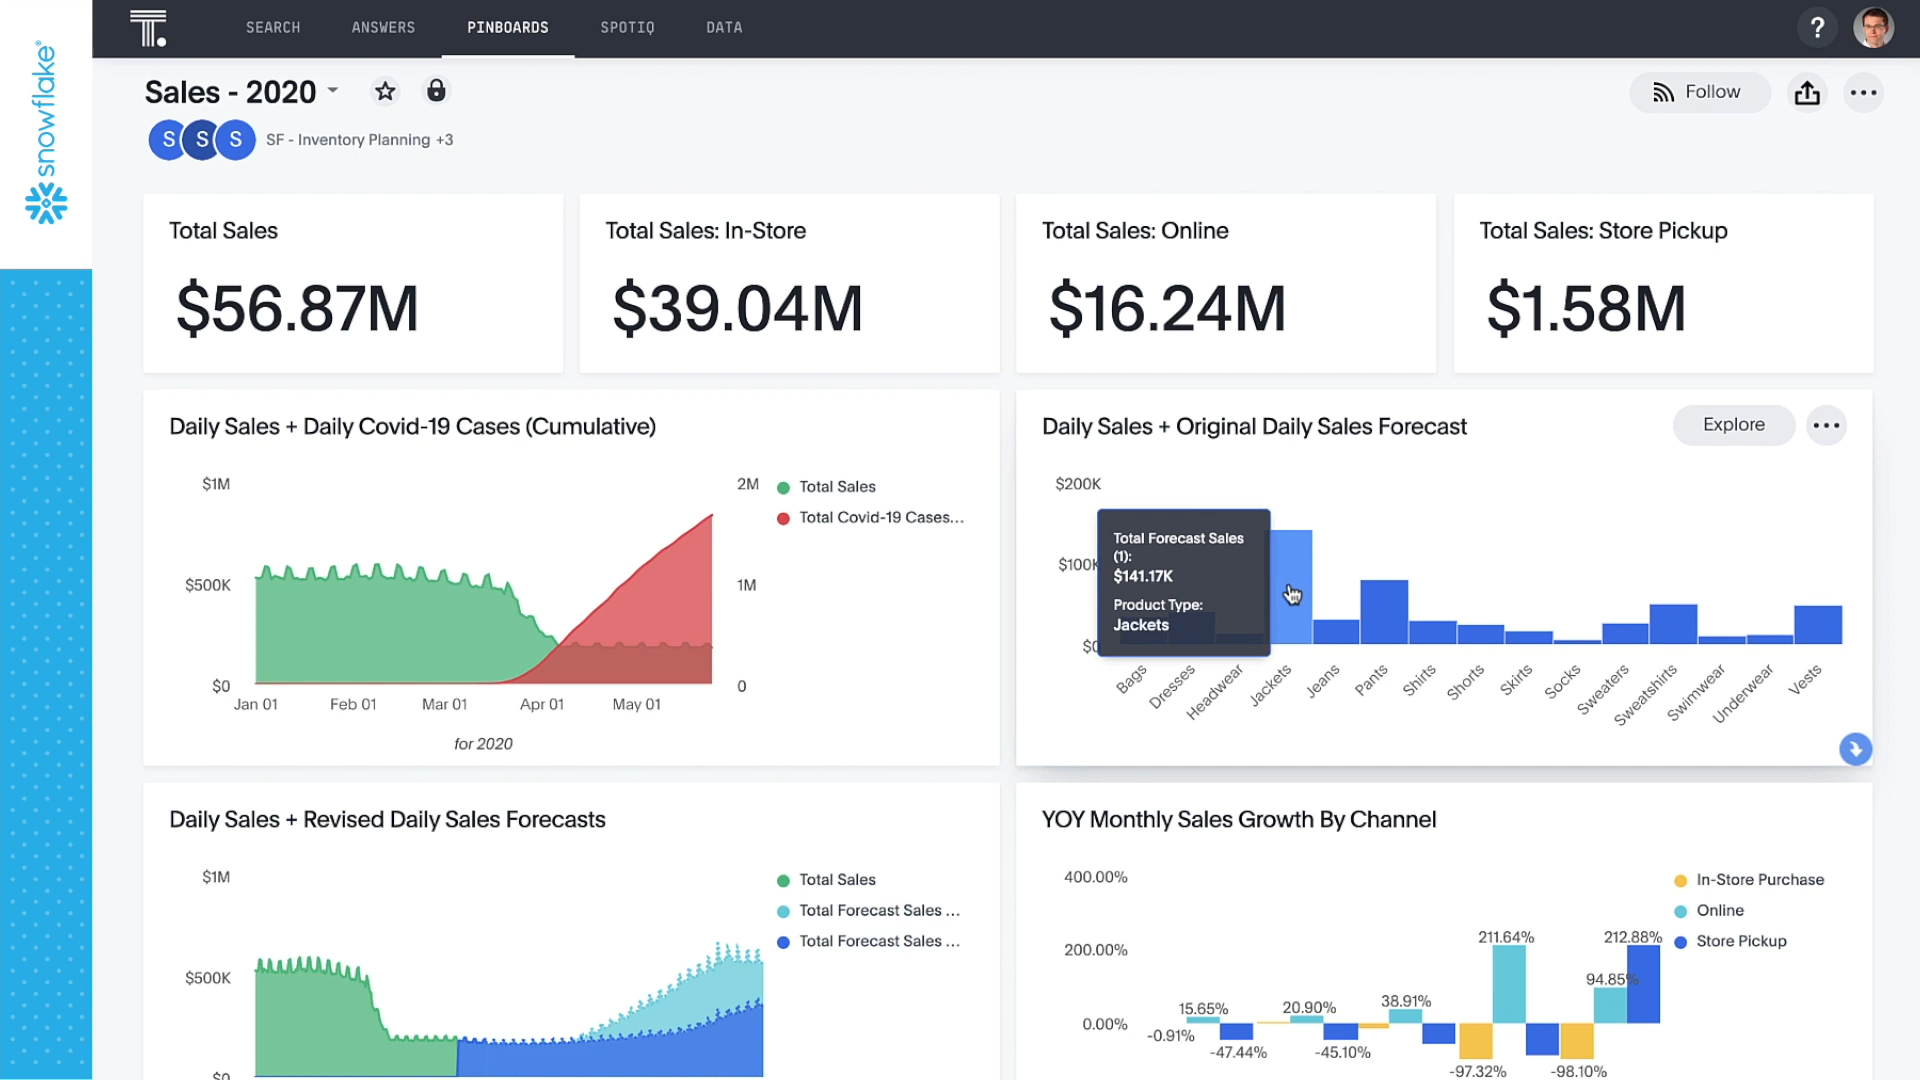 snowflake®
SEARCH ANSWERS PINBOARDS SPOTIQ DATA
?
Sales - 2020
Follow
S S S SF - Inventory Planning +3
Total Sales
$56.87M
Total Sales: In-Store
$39.04M
Total Sales: Online
$16.24M
Total Sales: Store Pickup
$1.58M
Daily Sales + Daily Covid-19 Cases (Cumulative)
$1M
$500K
$0
2M
1M
0
Total Sales
Total Covid-19 Cases...
Jan 01 Feb 01 Mar 01 Apr 01 May 01
for 2020
Daily Sales + Original Daily Sales Forecast
Explore
$200K
$100K
Total Forecast Sales
(1):
$141.17K
Product Type:
Jackets
Bags Dresses Headwear Jackets Jeans Pants Shirts Shorts Skirts Socks Sweaters Sweatshirts Swimwear Underwear Vests
Daily Sales + Revised Daily Sales Forecasts
$1M
$500K
$0
Total Sales
Total Forecast Sales ...
Total Forecast Sales ...
YOY Monthly Sales Growth By Channel
400.00%
200.00%
0.00%
In-Store Purchase
Online
Store Pickup
211.64% 212.88%
94.85%
15.65% 20.90% 38.91%
-0.91%
-47.44% -45.10%
-97.32% -98.10%